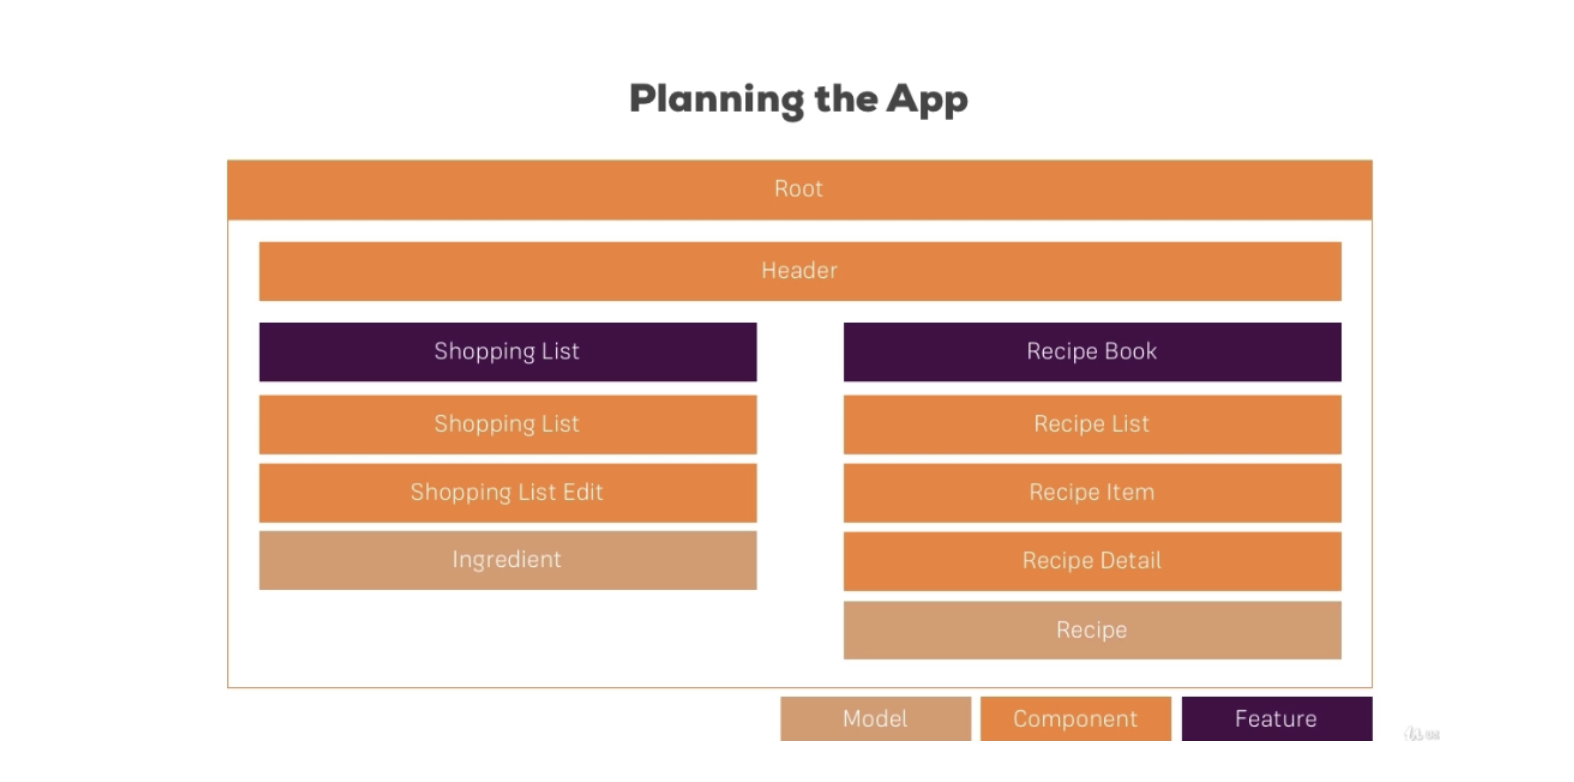 Planning the App
Root
Header
Shopping List
Recipe Book
Shopping List
Recipe List
Shopping List Edit
Recipe Item
Ingredient
Recipe Detail
Recipe
Model
Component
Feature